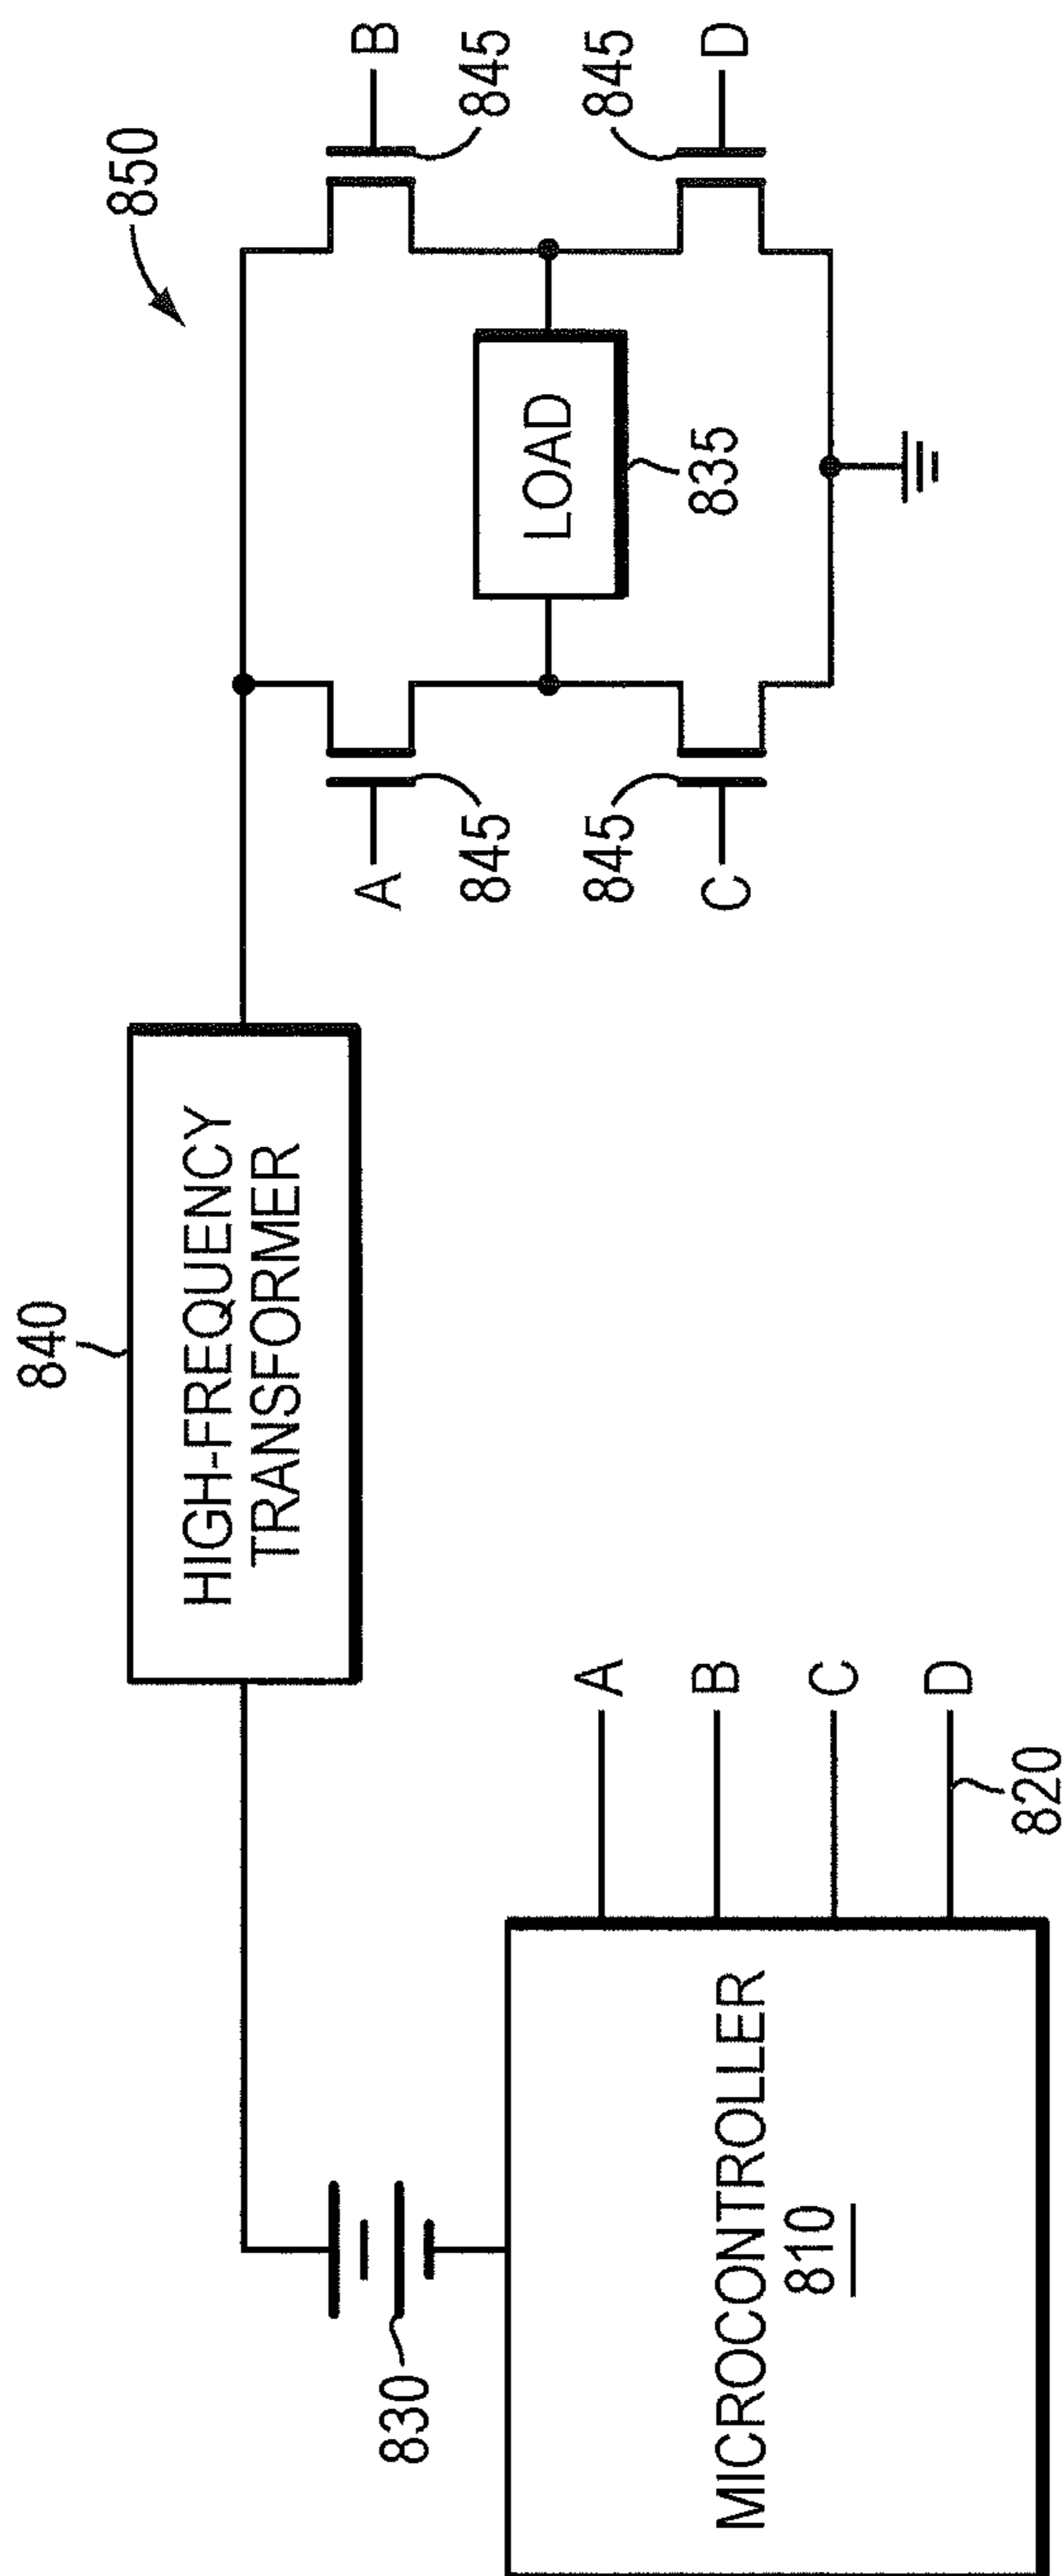 840
850
HIGH-FREQUENCY
TRANSFORMER
A
B
845
845
LOAD
835
845
845
C
D
830
MICROCONTROLLER
810
A
B
C
D
820